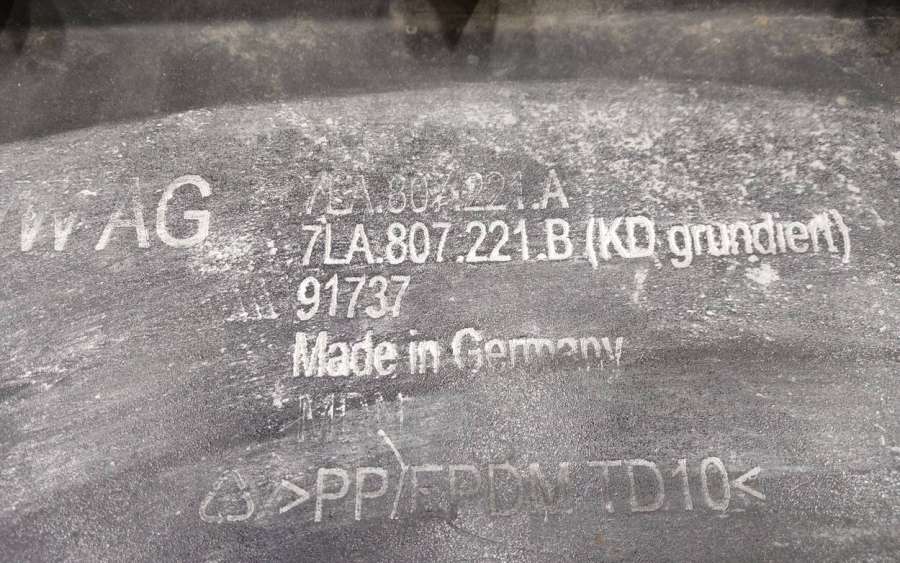 VW AG
7LA.807.221.A
7LA.807.221.B (KD grundiert)
91737
Made in Germany
>PP/EPDM TD10<